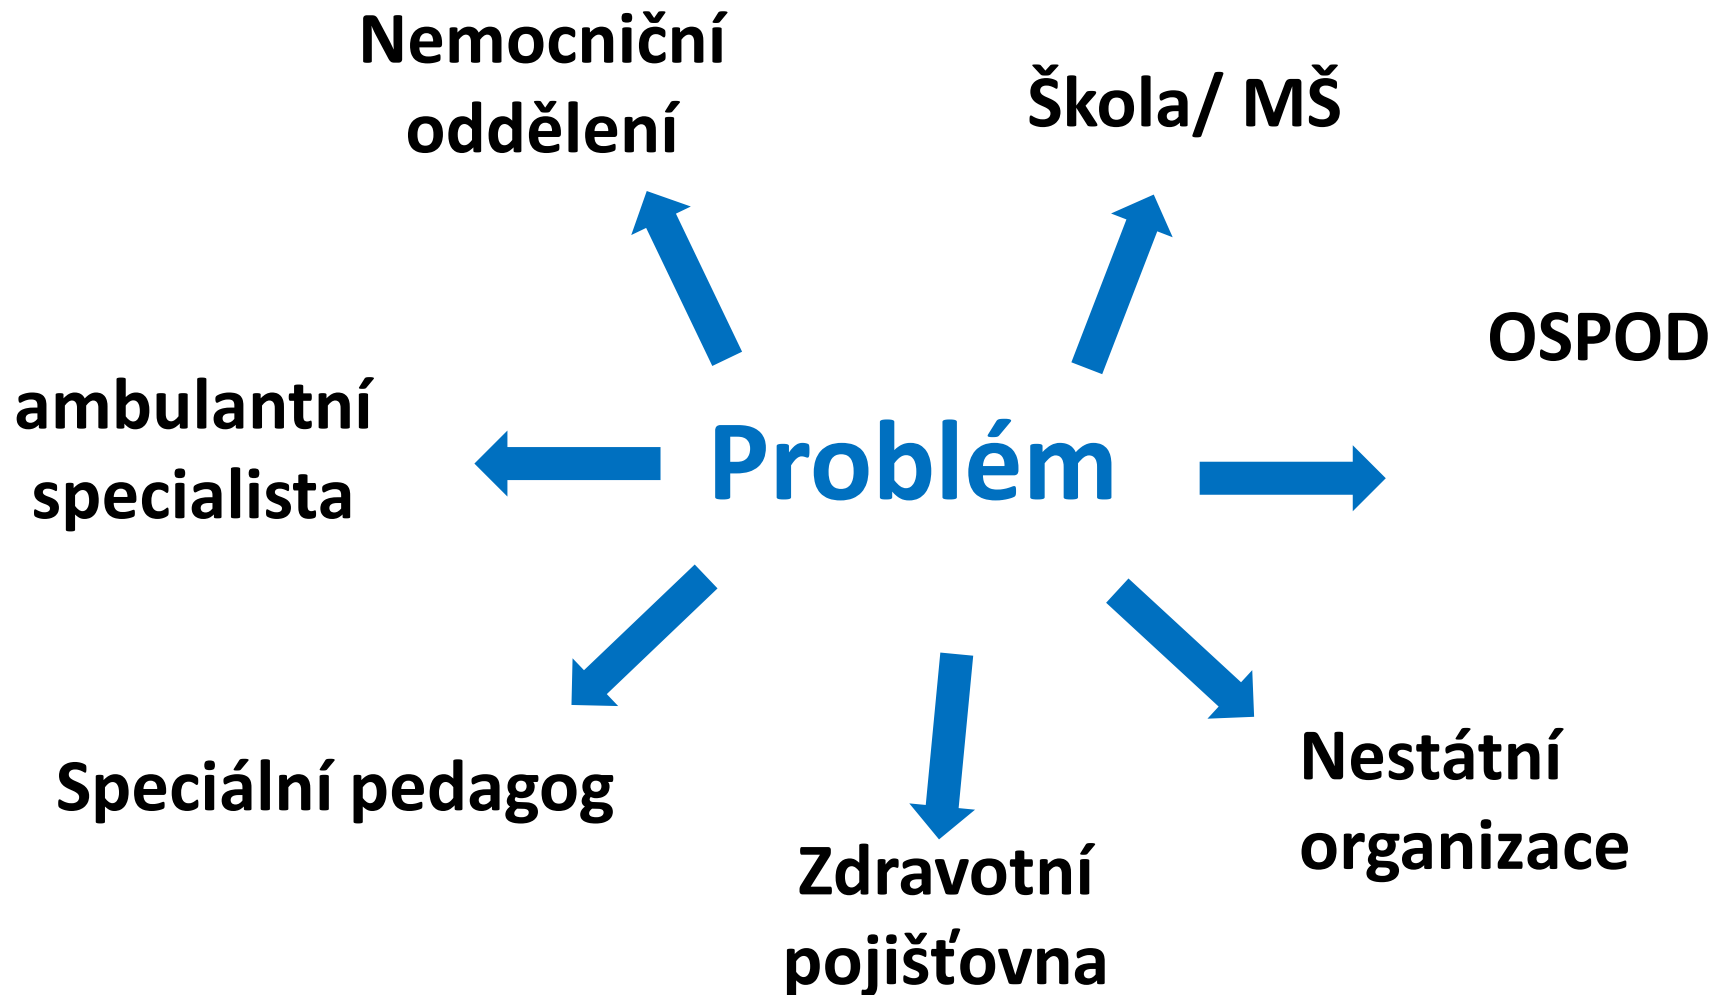 Nemocniční
oddělení
Škola/ MŠ
OSPOD
ambulantní
specialista
Problém
Speciální pedagog
Nestátní
organizace
Zdravotní
pojišťovna